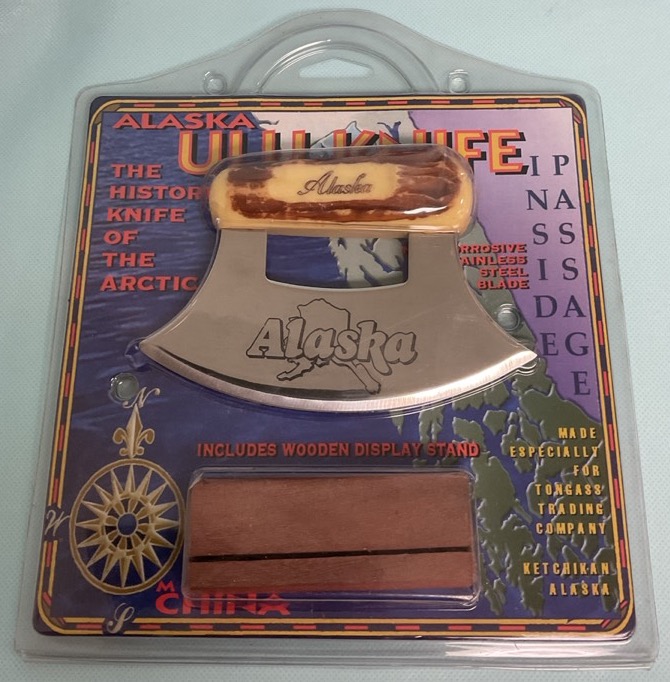 ALASKA
ULU KNIFE
THE
HISTOR
KNIFE
OF
THE
ARCTIC
Alaska
INSIDE
PASSAGE
RROSIVE
AINLESS
STEEL
BLADE
Alaska
N
W
S
INCLUDES WOODEN DISPLAY STAND
MADE
ESPECIALLY
FOR
TONGASS
TRADING
COMPANY
KETCHIKAN
ALASKA
M
CHINA